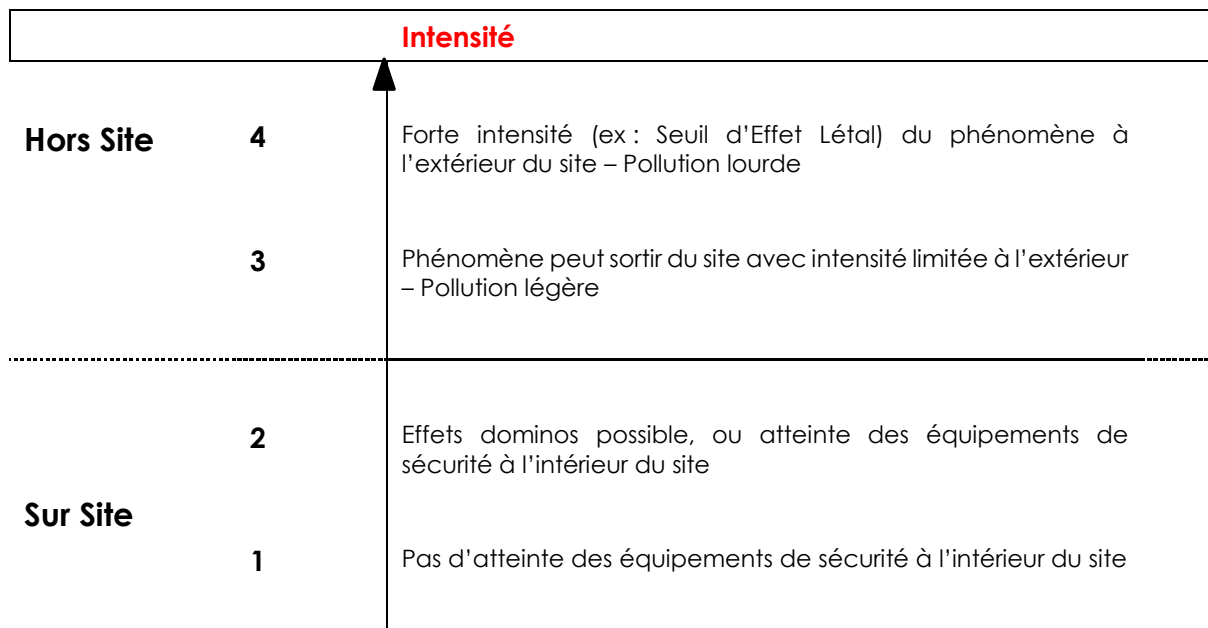 Intensité
Hors Site
4
Forte intensité (ex : Seuil d’Effet Létal) du phénomène à
l’extérieur du site – Pollution lourde
3
Phénomène peut sortir du site avec intensité limitée à l’extérieur
– Pollution légère
2
Effets dominos possible, ou atteinte des équipements de
sécurité à l’intérieur du site
Sur Site
1
Pas d’atteinte des équipements de sécurité à l’intérieur du site